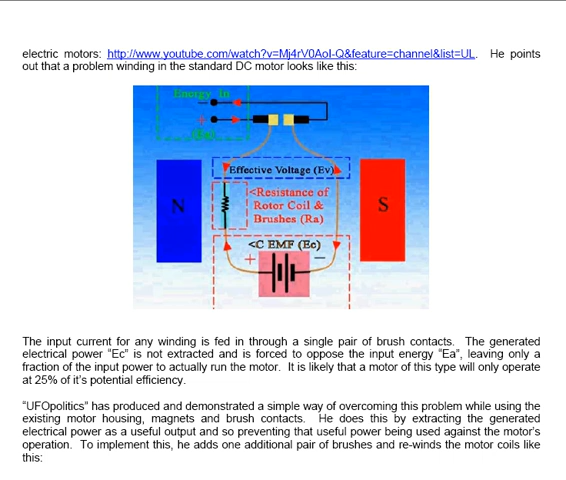 electric motors: http://www.youtube.com/watch?v=Mj4rV0AoI-Q&feature=channel&list=UL. He points
out that a problem winding in the standard DC motor looks like this:
Energy In
−
+
Effective Voltage (Ev)
<Resistance of
Rotor Coil &
Brushes (Ra)
N
S
<C EMF (Ec)
+ −
The input current for any winding is fed in through a single pair of brush contacts. The generated
electrical power "Ec" is not extracted and is forced to oppose the input energy "Ea", leaving only a
fraction of the input power to actually run the motor. It is likely that a motor of this type will only operate
at 25% of it's potential efficiency.
"UFOpolitics" has produced and demonstrated a simple way of overcoming this problem while using the
existing motor housing, magnets and brush contacts. He does this by extracting the generated
electrical power as a useful output and so preventing that useful power being used against the motor's
operation. To implement this, he adds one additional pair of brushes and re-winds the motor coils like
this: